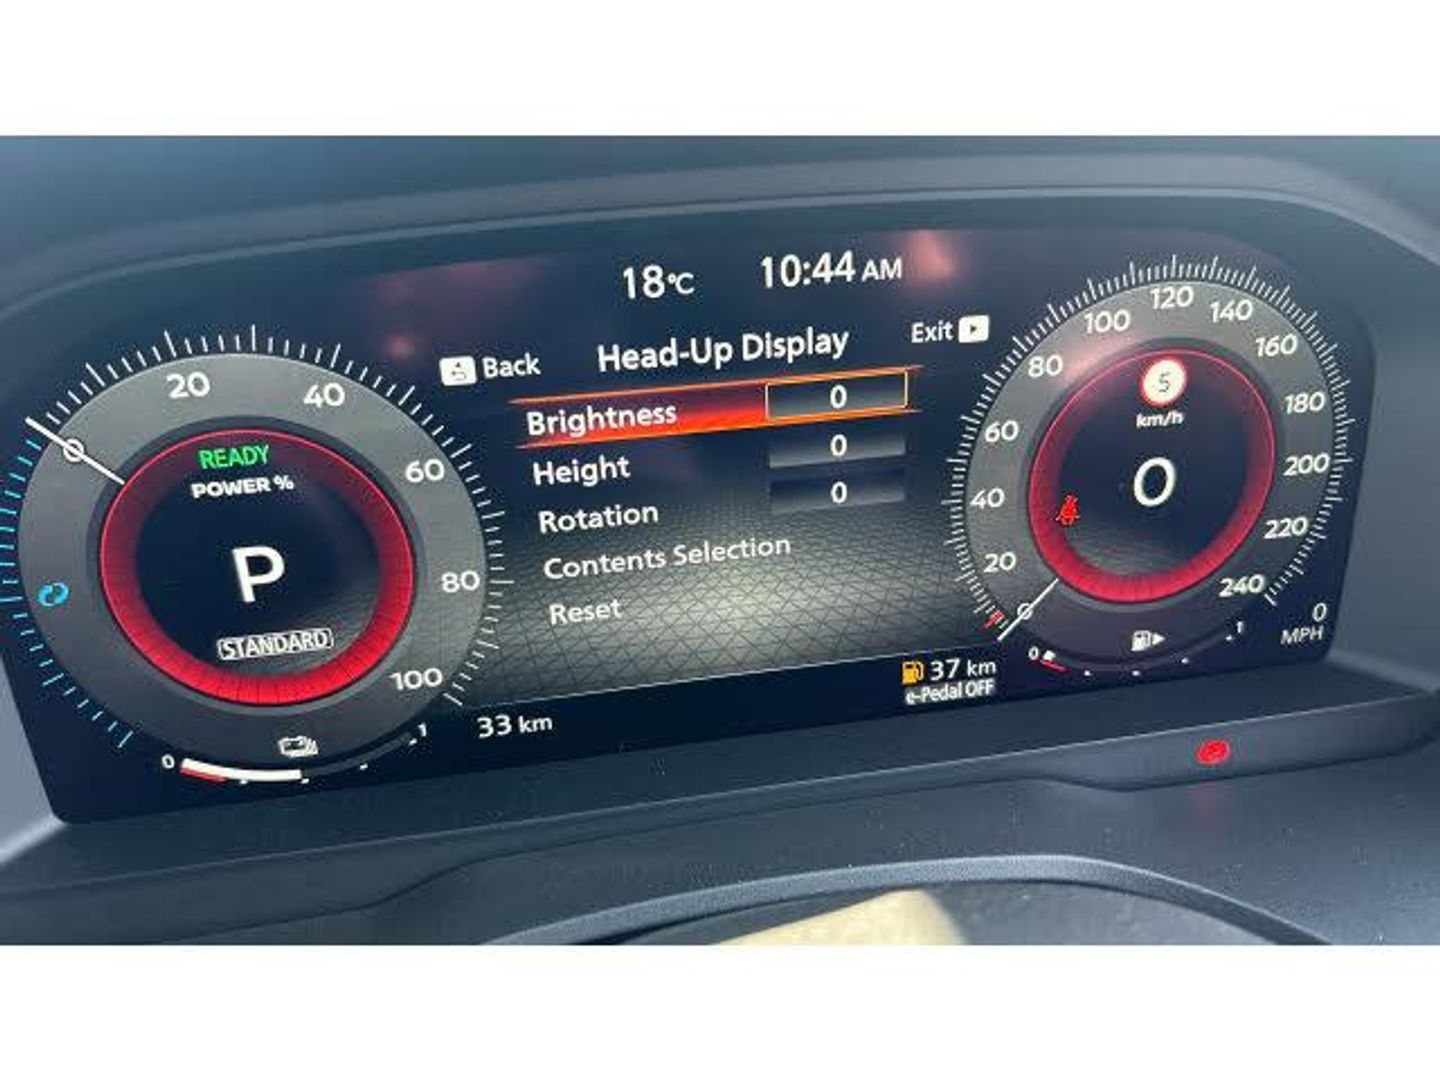 18°C 10:44 AM
Back Head-Up Display Exit
Brightness 0
Height 0
Rotation 0
Contents Selection
Reset
20
40
60
80
100
READY
POWER %
P
STANDARD
0 1
33 km
37 km
e-Pedal OFF
20
40
60
80
100
120
140
160
180
200
220
240
5
km/h
0
0
MPH
0 1